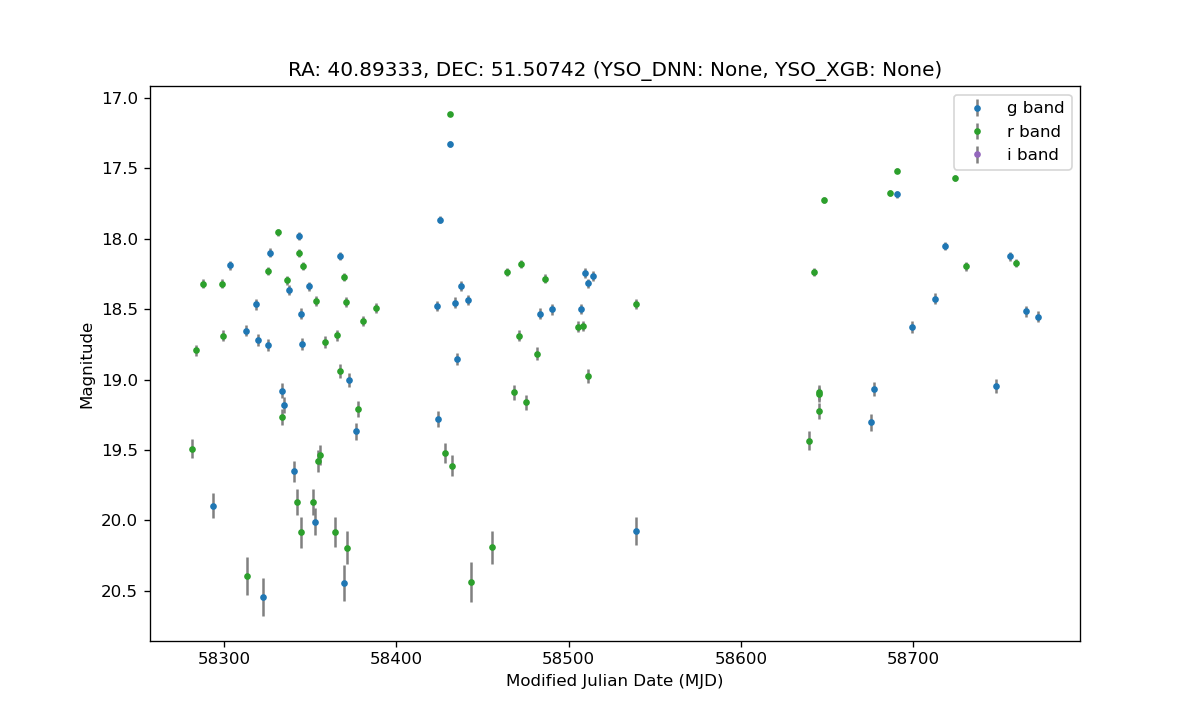 RA: 40.89333, DEC: 51.50742 (YSO_DNN: None, YSO_XGB: None)
17.0
17.5
18.0
18.5
19.0
19.5
20.0
20.5
Magnitude
g band
r band
i band
58300
58400
58500
58600
58700
Modified Julian Date (MJD)